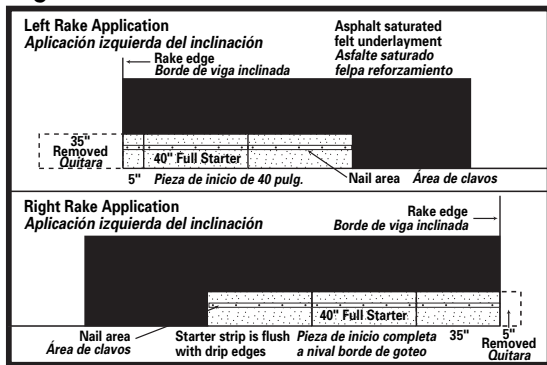 Left Rake Application
Aplicación izquierda del inclinación
Asphalt saturated
felt underlayment
Asfalte saturado
felpa reforzamiento
Rake edge
Borde de viga inclinada
35"
Removed
Quitara
40" Full Starter
5"
Pieza de inicio de 40 pulg.
Nail area
Área de clavos
Right Rake Application
Aplicación izquierda del inclinación
Rake edge
Borde de viga inclinada
40" Full Starter
Nail area
Área de clavos
Starter strip is flush
with drip edges
Pieza de inicio completa
a nival borde de goteo
35"
5"
Removed
Quitara